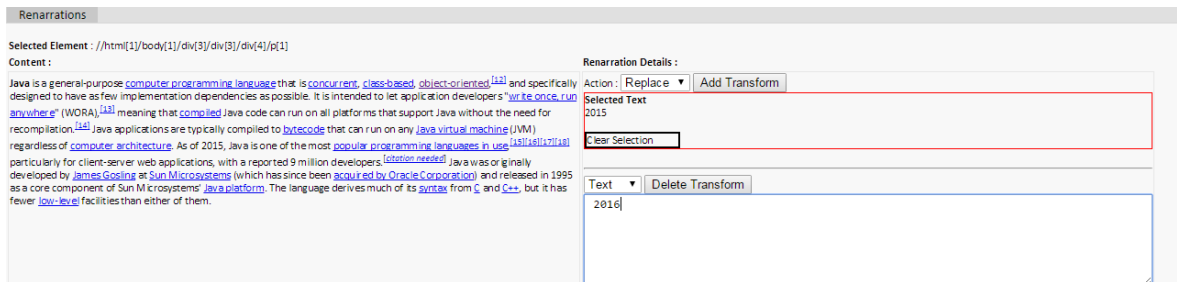 Renarrations
Selected Element : //html[1]/body[1]/div[3]/div[3]/div[4]/p[1]
Content :
Java is a general-purpose computer programming language that is concurrent, class-based, object-oriented,[12] and specifically
designed to have as few implementation dependencies as possible. It is intended to let application developers "write once, run
anywhere" (WORA),[13] meaning that compiled Java code can run on all platforms that support Java without the need for
recompilation.[14] Java applications are typically compiled to bytecode that can run on any Java virtual machine (JVM)
regardless of computer architecture. As of 2015, Java is one of the most popular programming languages in use,[15][16][17][18]
particularly for client-server web applications, with a reported 9 million developers.[citation needed] Java was originally
developed by James Gosling at Sun Microsystems (which has since been acquired by Oracle Corporation) and released in 1995
as a core component of Sun Microsystems' Java platform. The language derives much of its syntax from C and C++, but it has
fewer low-level facilities than either of them.
Renarration Details :
Action : Replace Add Transform
Selected Text
2015
Clear Selection
Text Delete Transform
2016